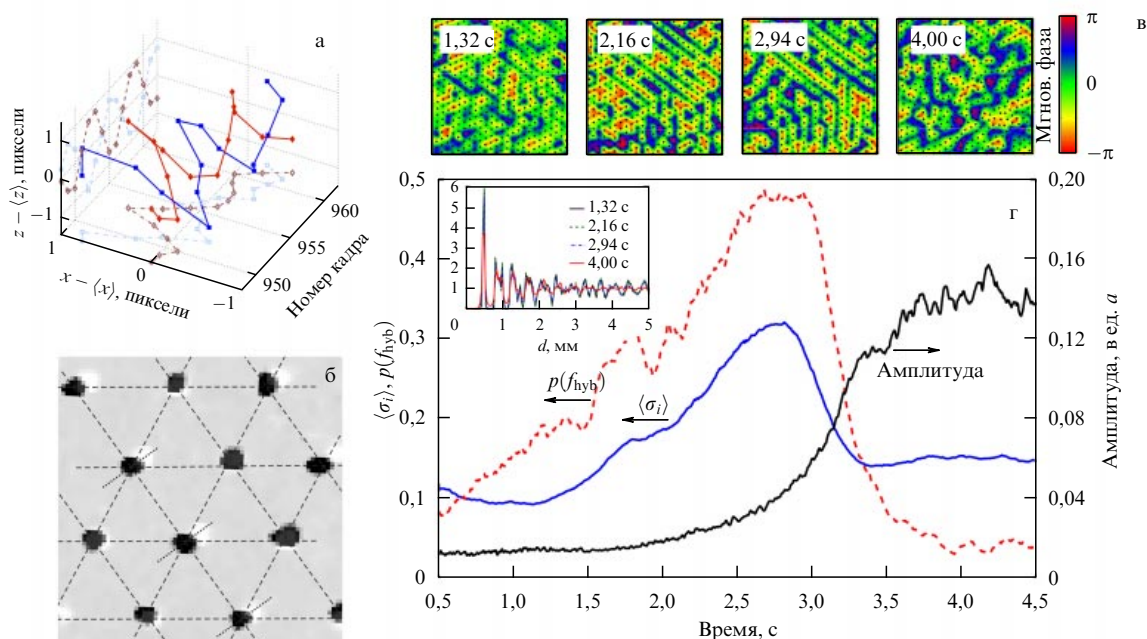 а
z – ⟨z⟩, пиксели
1
0
−1
1
0
−1
x – ⟨x⟩, пиксели
950
955
960
Номер кадра
б
1,32 с
2,16 с
2,94 с
4,00 с
π
0
−π
Мгнов. фаза
в
г
⟨σi⟩, p(fhyb)
0,5
0,4
0,3
0,2
0,1
0
6
5
4
3
2
1
0
1
2
3
4
5
d, мм
1,32 с
2,16 с
2,94 с
4,00 с
p(fhyb)
⟨σi⟩
Амплитуда
0,20
0,16
0,12
0,08
0,04
0
Амплитуда, в ед. a
0,5
1,0
1,5
2,0
2,5
3,0
3,5
4,0
4,5
Время, с